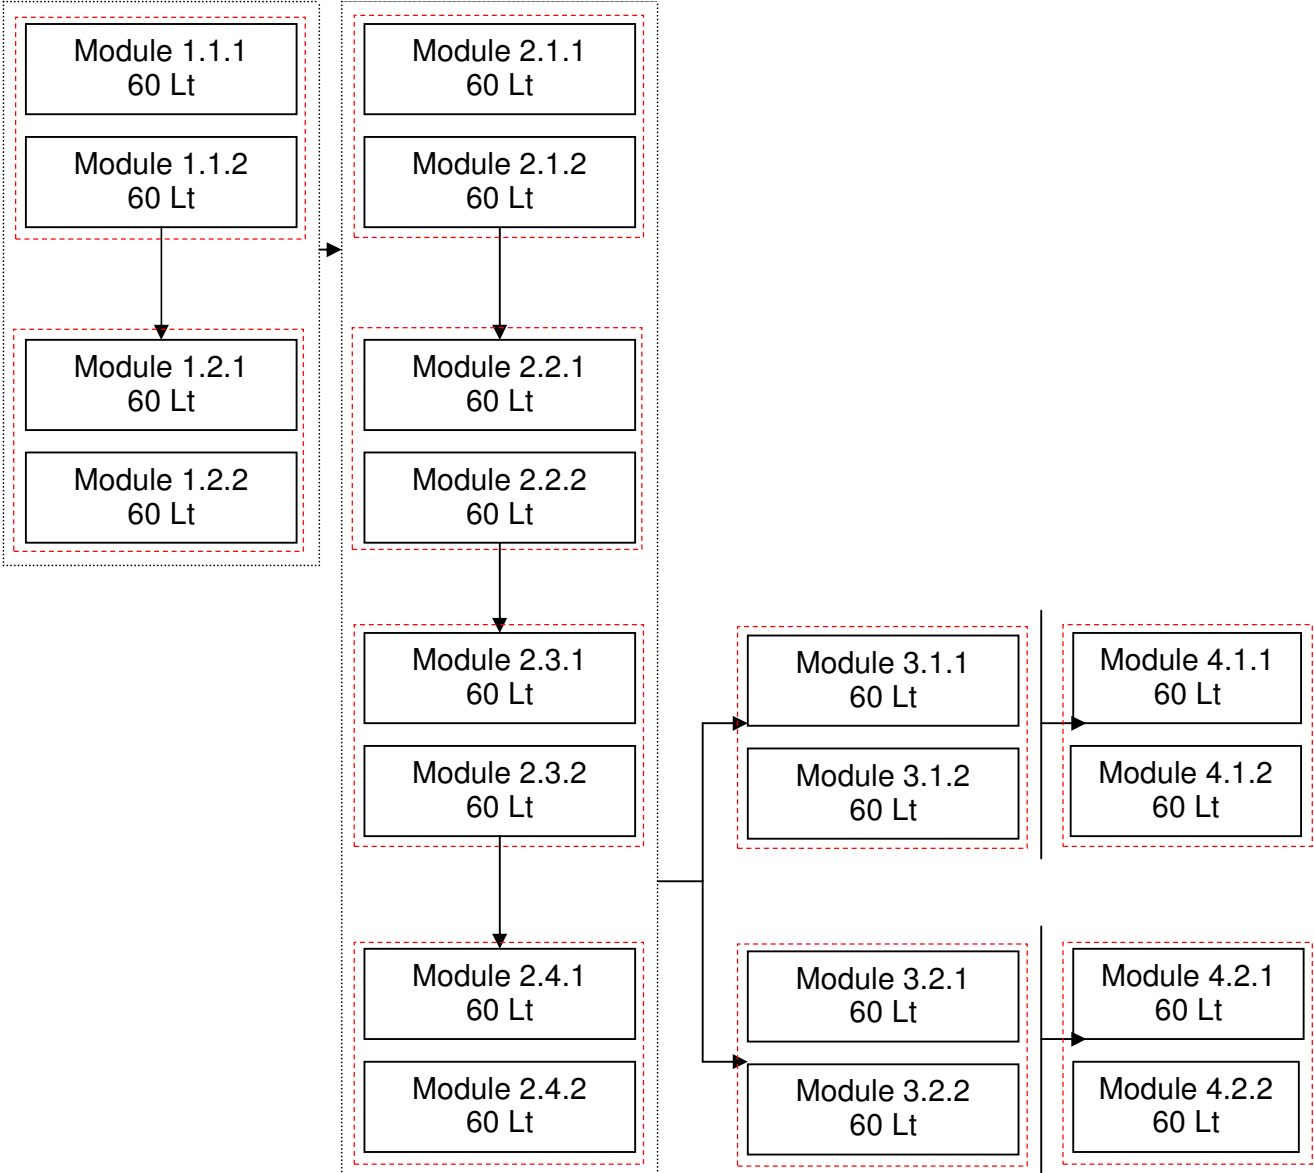 Module 1.1.1
60 Lt
Module 1.1.2
60 Lt
Module 1.2.1
60 Lt
Module 1.2.2
60 Lt
Module 2.1.1
60 Lt
Module 2.1.2
60 Lt
Module 2.2.1
60 Lt
Module 2.2.2
60 Lt
Module 2.3.1
60 Lt
Module 2.3.2
60 Lt
Module 2.4.1
60 Lt
Module 2.4.2
60 Lt
Module 3.1.1
60 Lt
Module 3.1.2
60 Lt
Module 3.2.1
60 Lt
Module 3.2.2
60 Lt
Module 4.1.1
60 Lt
Module 4.1.2
60 Lt
Module 4.2.1
60 Lt
Module 4.2.2
60 Lt